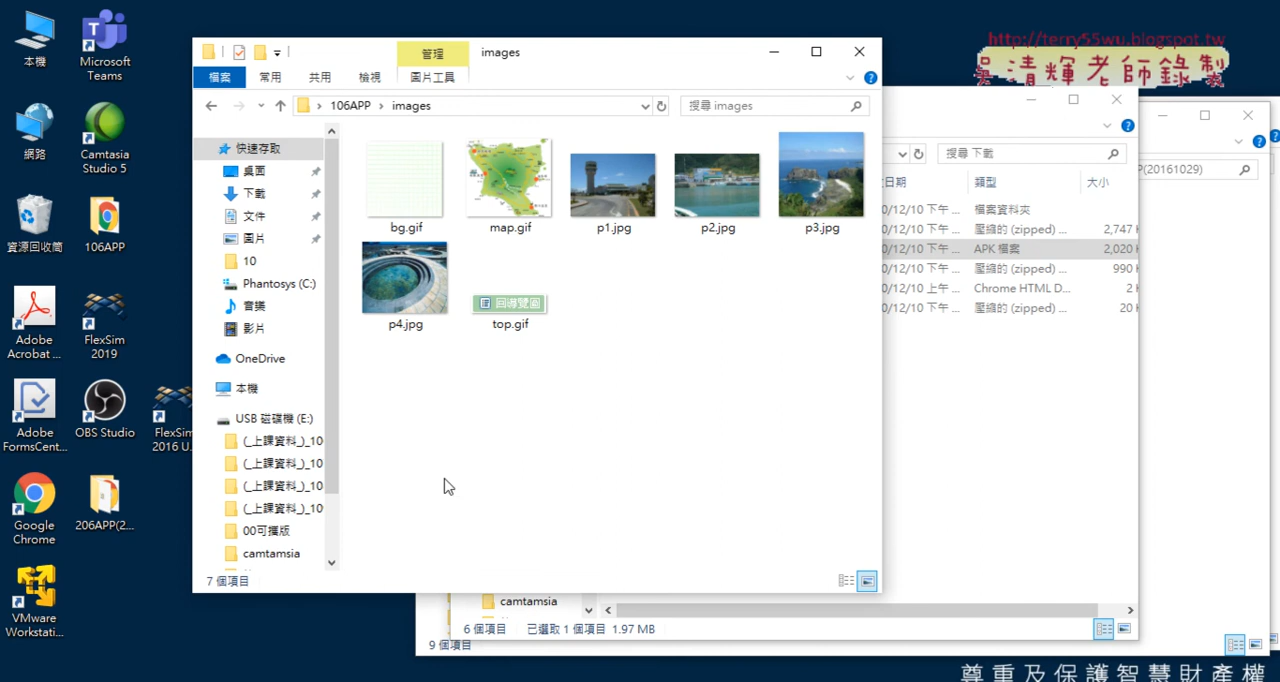 http://terry55wu.blogspot.tw
吳清輝老師錄製
本機
Microsoft
Teams
網路
Camtasia
Studio 5
資源回收筒
106APP
Adobe
Acrobat ...
FlexSim
2019
Adobe
FormsCent...
OBS Studio
FlexSim
2016 U...
Google
Chrome
206APP(2...
VMware
Workstati...
管理
images
檔案
常用
共用
檢視
圖片工具
106APP
images
搜尋 images
快速存取
桌面
下載
文件
圖片
10
Phantosys (C:)
音樂
影片
OneDrive
本機
USB 磁碟機 (E:)
(_上課資料_)_10
(_上課資料_)_10
(_上課資料_)_10
(_上課資料_)_10
00可攜版
camtamsia
bg.gif
map.gif
p1.jpg
p2.jpg
p3.jpg
p4.jpg
回導覽圖
top.gif
7 個項目
搜尋 下載
日期
類型
大小
0/12/10 下午 ...
檔案資料夾
0/12/10 下午 ...
壓縮的 (zipped) ...
2,747
0/12/10 下午 ...
APK 檔案
2,020
0/12/10 下午 ...
壓縮的 (zipped) ...
990
0/12/10 上午 ...
Chrome HTML D...
2
0/12/10 下午 ...
壓縮的 (zipped) ...
20
camtamsia
6 個項目
已選取 1 個項目
1.97 MB
P(20161029)
9 個項目
尊重及保護智慧財產權